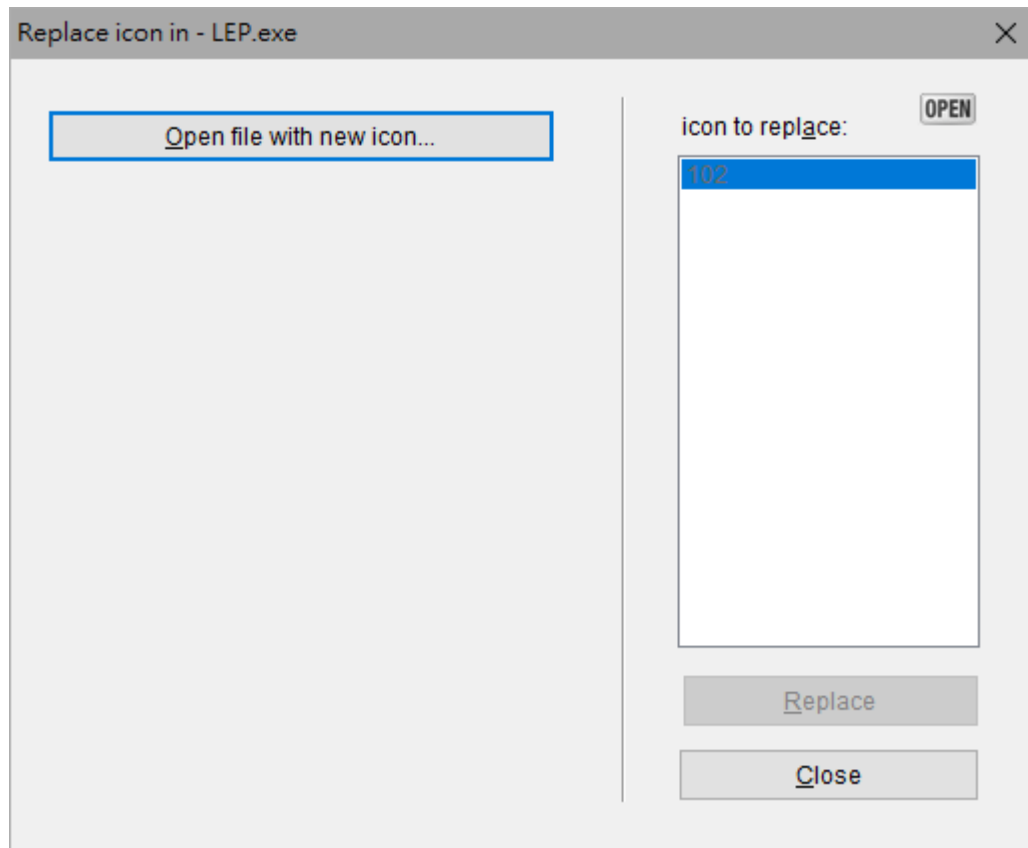 Replace icon in - LEP.exe
Open file with new icon...
OPEN
icon to replace:
102
Replace
Close